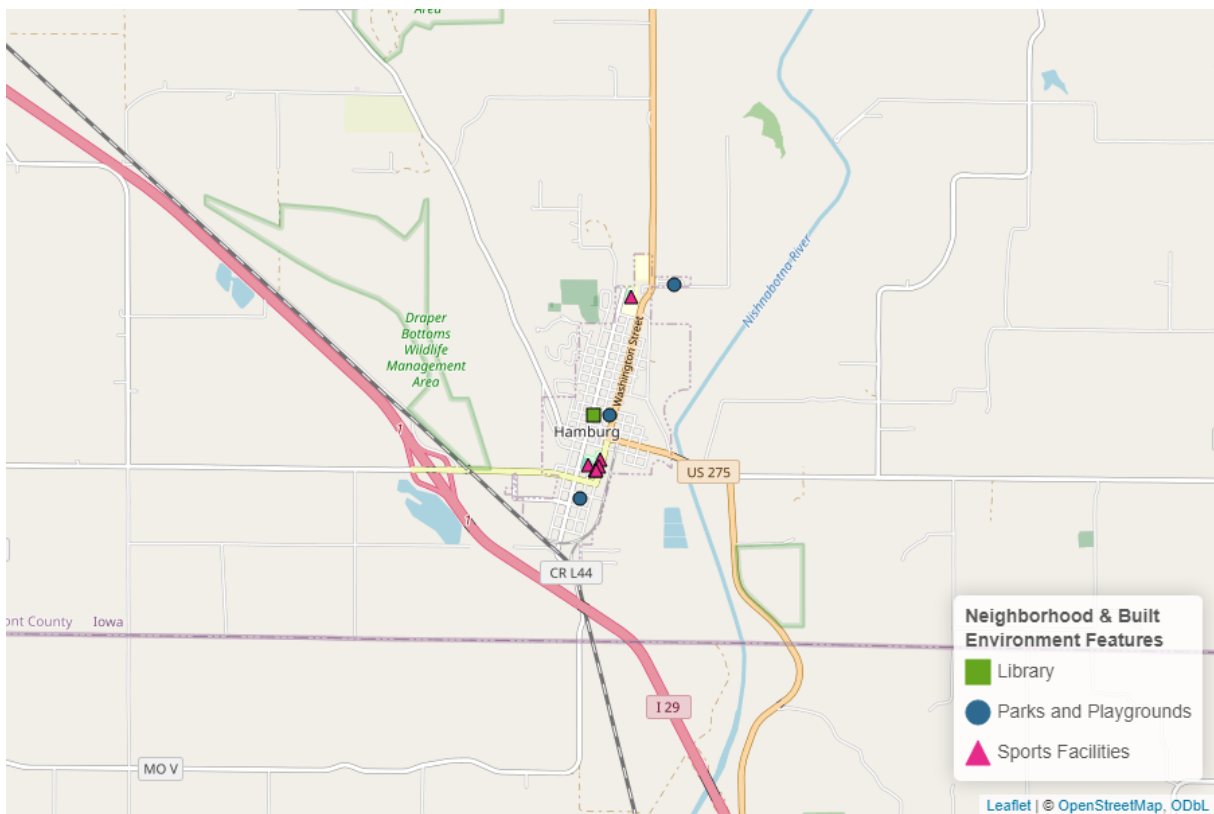 Area
Nishnabotna River
Draper
Bottoms
Wildlife
Management
Area
Washington Street
Hamburg
1
US 275
1
CR L44
ont County Iowa
I 29
MO V
Neighborhood & Built
Environment Features
Library
Parks and Playgrounds
Sports Facilities
Leaflet | © OpenStreetMap, ODbL